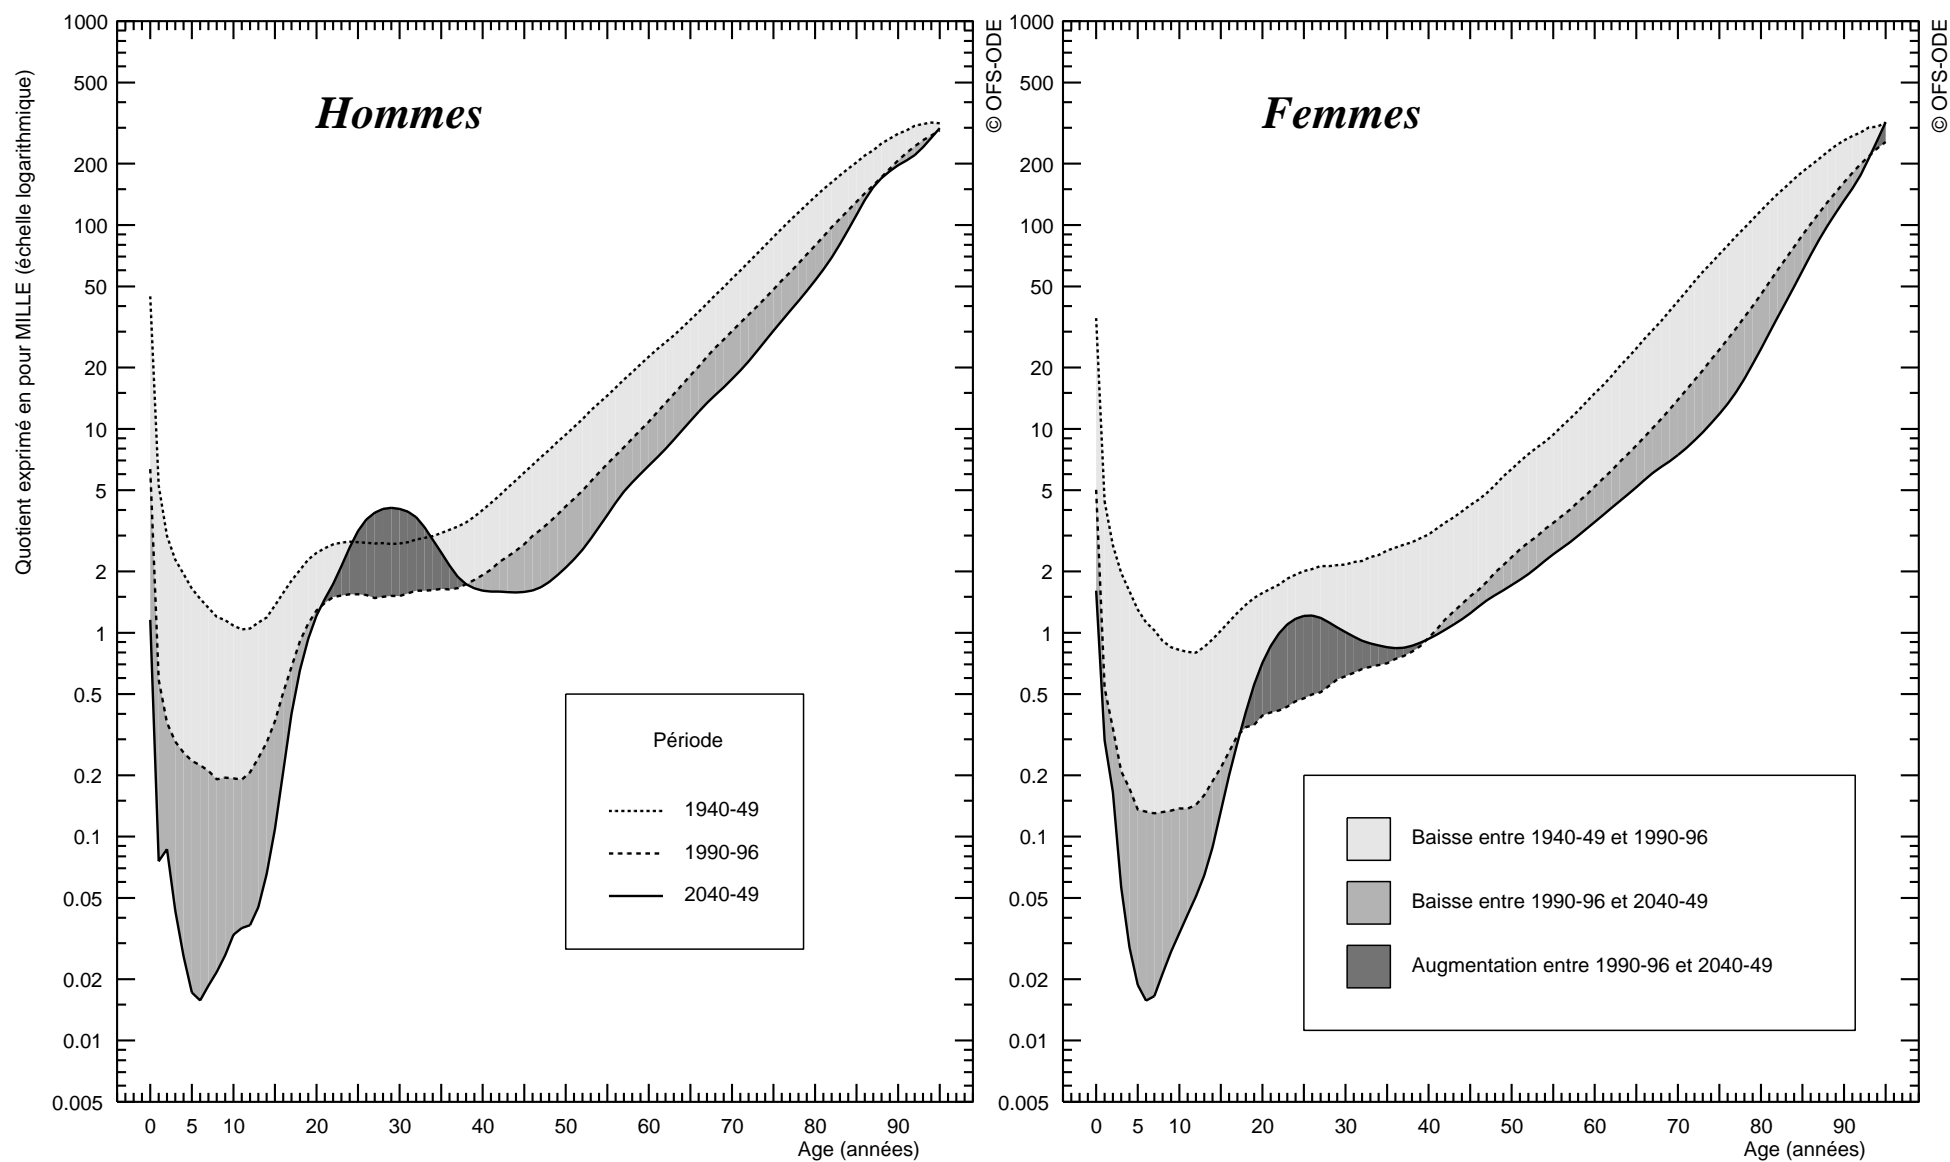 Quotient exprimé en pour MILLE (échelle logarithmique)
1000
500
200
100
50
20
10
5
2
1
0.5
0.2
0.1
0.05
0.02
0.01
0.005
Hommes
Période
1940-49
1990-96
2040-49
0 5 10 20 30 40 50 60 70 80 90
Age (années)
© OFS-ODE
1000
500
200
100
50
20
10
5
2
1
0.5
0.2
0.1
0.05
0.02
0.01
0.005
Femmes
Baisse entre 1940-49 et 1990-96
Baisse entre 1990-96 et 2040-49
Augmentation entre 1990-96 et 2040-49
0 5 10 20 30 40 50 60 70 80 90
Age (années)
© OFS-ODE